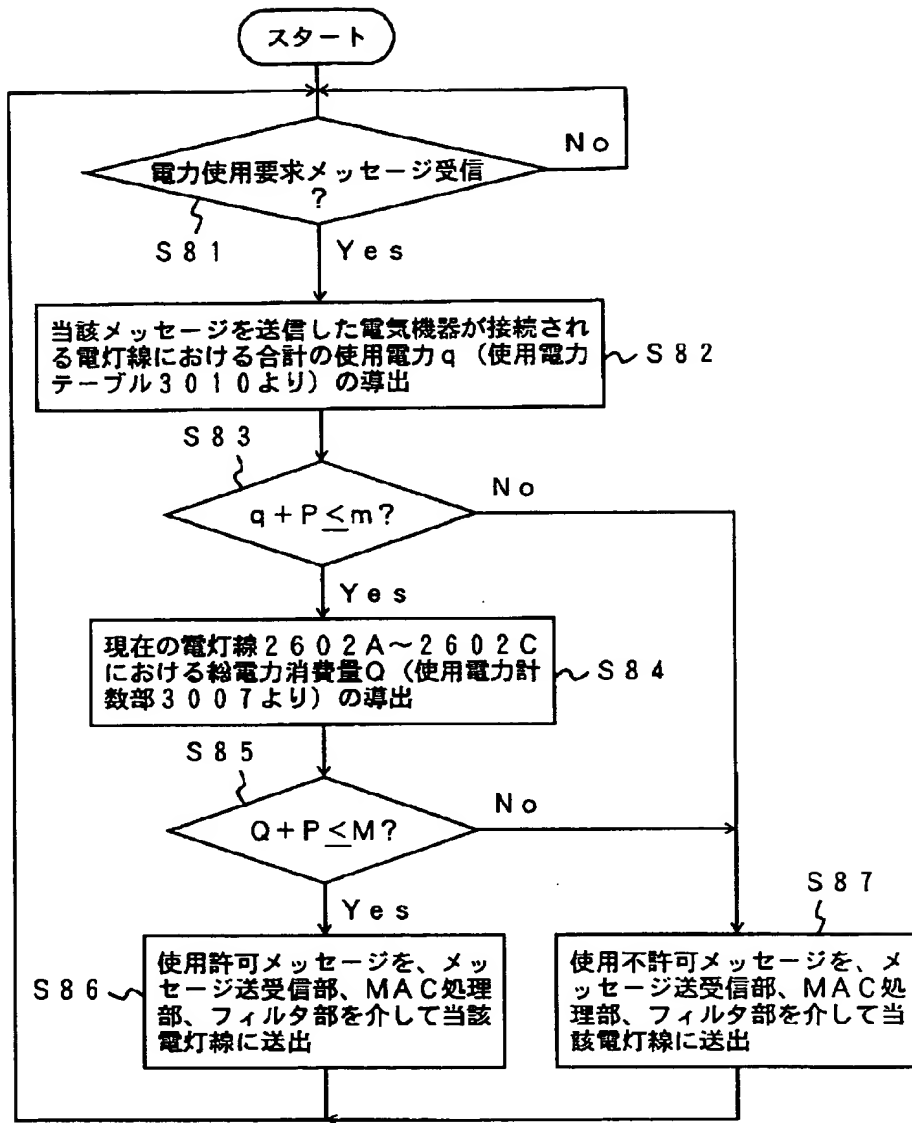 スタート
No
電力使用要求メッセージ受信
?
S81
Yes
当該メッセージを送信した電気機器が接続され
る電灯線における合計の使用電力q（使用電力
テーブル3010より）の導出
S82
S83
No
q+P≤m?
Yes
現在の電灯線2602A～2602C
における総電力消費量Q（使用電力計
数部3007より）の導出
S84
S85
No
Q+P≤M?
Yes
S87
S86
使用許可メッセージを、メッ
セージ送受信部、MAC処理
部、フィルタ部を介して当該
電灯線に送出
使用不許可メッセージを、メ
ッセージ送受信部、MAC処
理部、フィルタ部を介して当
該電灯線に送出